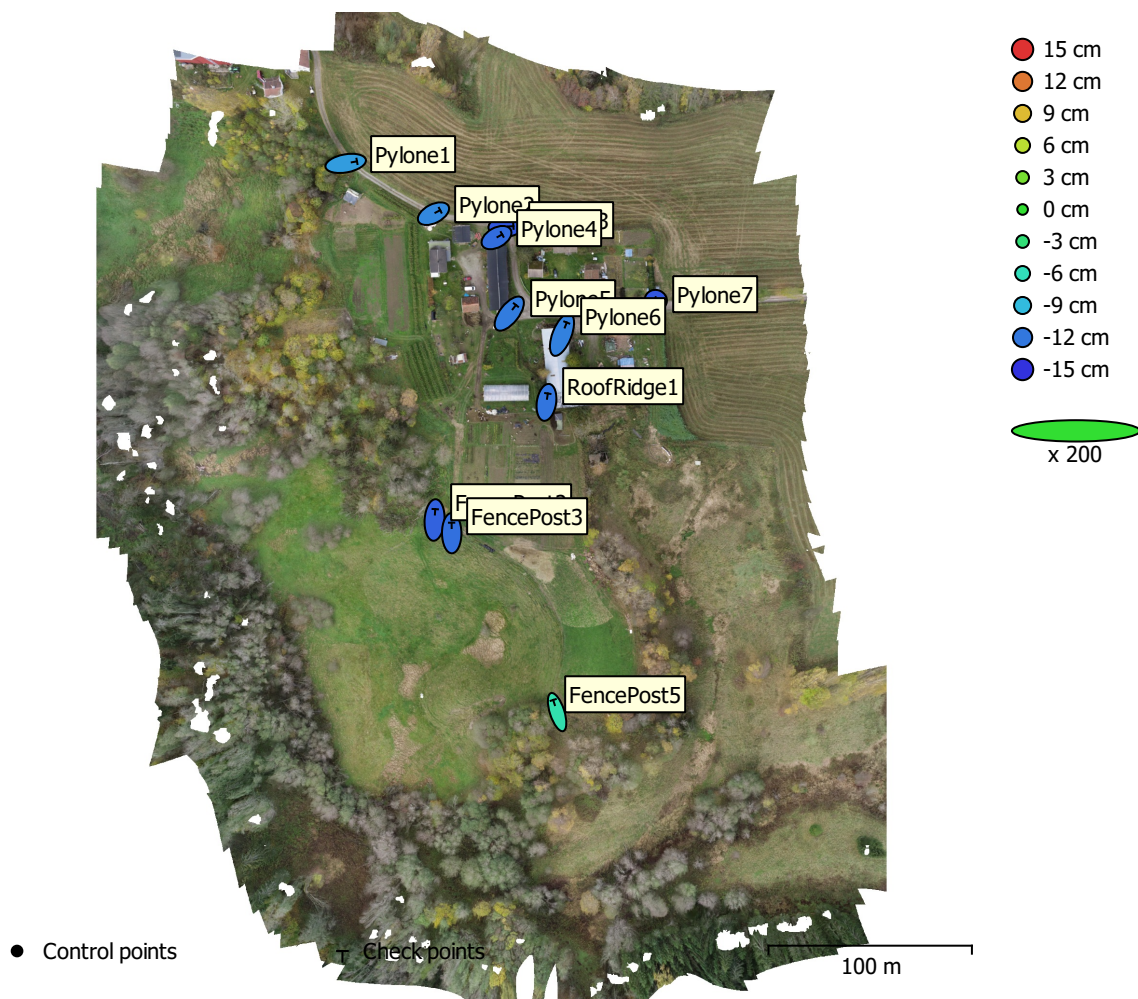 15 cm
12 cm
9 cm
6 cm
3 cm
0 cm
-3 cm
-6 cm
-9 cm
-12 cm
-15 cm
x 200
Pylone1
Pylone4
Pylone5
Pylone7
Pylone6
RoofRidge1
FencePost3
FencePost5
Control points
Check points
100 m